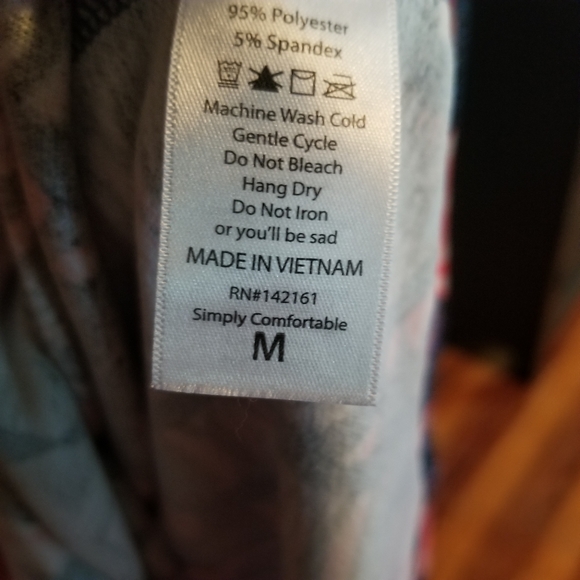 95% Polyester
5% Spandex
Machine Wash Cold
Gentle Cycle
Do Not Bleach
Hang Dry
Do Not Iron
or you'll be sad
MADE IN VIETNAM
RN#142161
Simply Comfortable
M